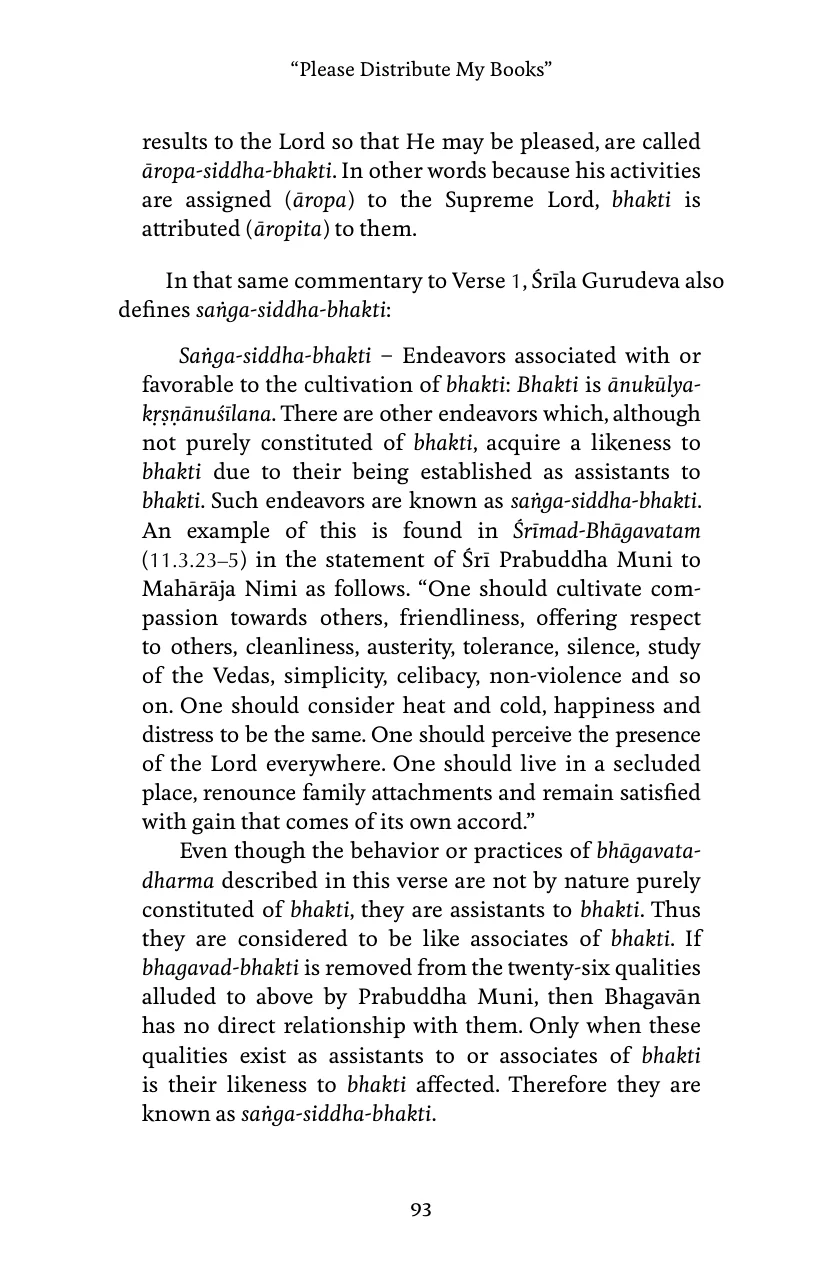 “Please Distribute My Books”
results to the Lord so that He may be pleased, are called
āropa-siddha-bhakti. In other words because his activities
are assigned (āropa) to the Supreme Lord, bhakti is
attributed (āropita) to them.
In that same commentary to Verse 1, Śrīla Gurudeva also
defines saṅga-siddha-bhakti:
Saṅga-siddha-bhakti – Endeavors associated with or
favorable to the cultivation of bhakti: Bhakti is ānukūlya-
kṛṣṇānuśīlana. There are other endeavors which, although
not purely constituted of bhakti, acquire a likeness to
bhakti due to their being established as assistants to
bhakti. Such endeavors are known as saṅga-siddha-bhakti.
An example of this is found in Śrīmad-Bhāgavatam
(11.3.23–5) in the statement of Śrī Prabuddha Muni to
Mahārāja Nimi as follows. “One should cultivate com-
passion towards others, friendliness, offering respect
to others, cleanliness, austerity, tolerance, silence, study
of the Vedas, simplicity, celibacy, non-violence and so
on. One should consider heat and cold, happiness and
distress to be the same. One should perceive the presence
of the Lord everywhere. One should live in a secluded
place, renounce family attachments and remain satisfied
with gain that comes of its own accord.”
Even though the behavior or practices of bhāgavata-
dharma described in this verse are not by nature purely
constituted of bhakti, they are assistants to bhakti. Thus
they are considered to be like associates of bhakti. If
bhagavad-bhakti is removed from the twenty-six qualities
alluded to above by Prabuddha Muni, then Bhagavān
has no direct relationship with them. Only when these
qualities exist as assistants to or associates of bhakti
is their likeness to bhakti affected. Therefore they are
known as saṅga-siddha-bhakti.
93